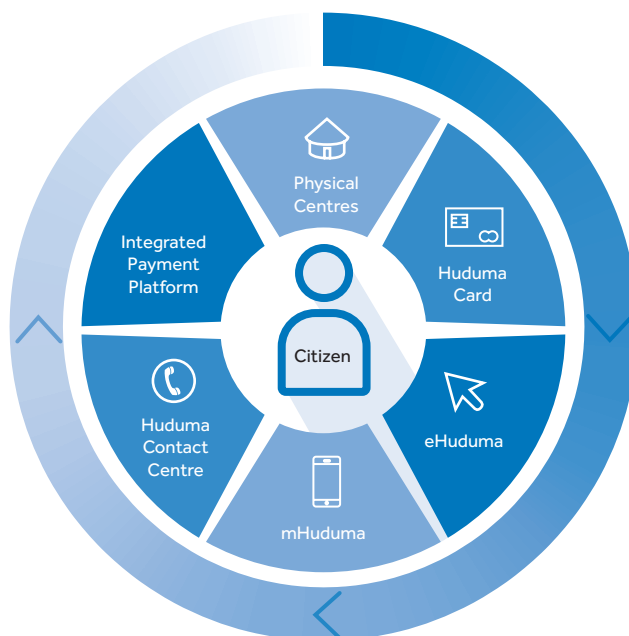 Physical
Centres
Huduma
Card
eHuduma
mHuduma
Huduma
Contact
Centre
Integrated
Payment
Platform
Citizen